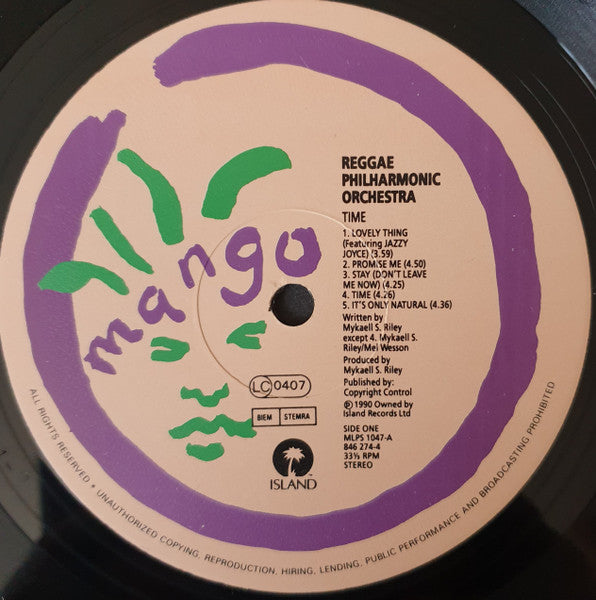 mango
REGGAE
PHILHARMONIC
ORCHESTRA
TIME
1. LOVELY THING
(Featuring JAZZY
JOYCE) (3.59)
2. PROMISE ME (4.50)
3. STAY (DON'T LEAVE
ME NOW) (4.25)
4. TIME (4.26)
5. IT'S ONLY NATURAL (4.36)
Written by
Mykaell S. Riley
except 4. Mykaell S.
Riley/Mel Wesson
Produced by
Mykaell S. Riley
Published by:
Copyright Control
℗ 1990 Owned by
Island Records Ltd
LC 0407
BIEM STEMRA
SIDE ONE
MLPS 1047-A
846 274-4
33⅓ RPM
STEREO
ISLAND
ALL RIGHTS RESERVED • UNAUTHORIZED COPYING, REPRODUCTION, HIRING, LENDING, PUBLIC PERFORMANCE AND BROADCASTING PROHIBITED